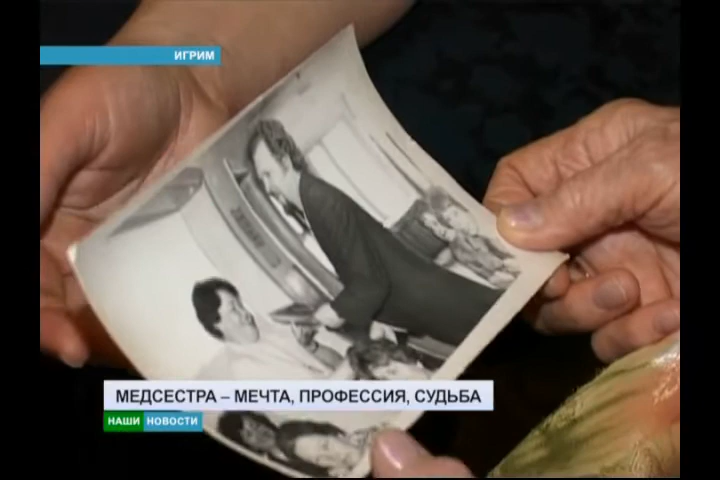 ИГРИМ
МЕДСЕСТРА – МЕЧТА, ПРОФЕССИЯ, СУДЬБА
НАШИ НОВОСТИ